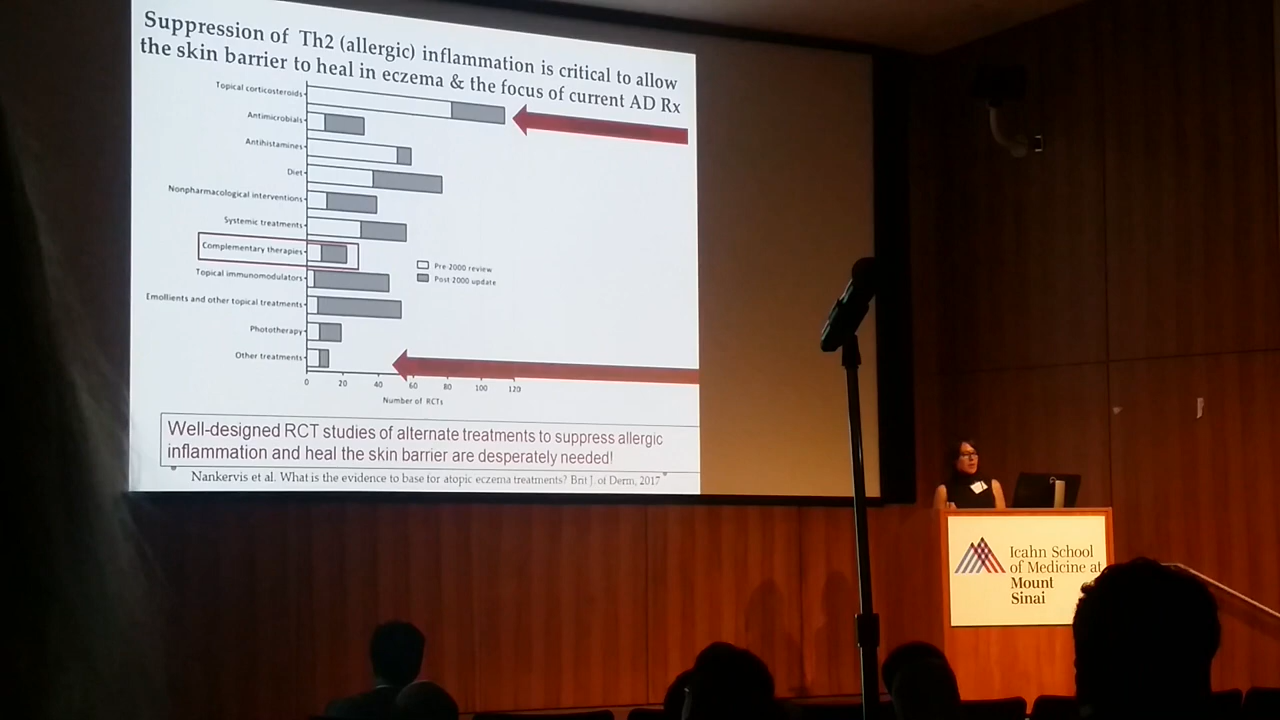 Suppression of Th2 (allergic) inflammation is critical to allow
the skin barrier to heal in eczema & the focus of current AD Rx
Topical corticosteroids
Antimicrobials
Antihistamines
Diet
Nonpharmacological interventions
Systemic treatments
Complementary therapies
Topical immunomodulators
Emollients and other topical treatments
Phototherapy
Other treatments
Pre-2000 review
Post-2000 update
0 20 40 60 80 100 120
Number of RCTs
Well-designed RCT studies of alternate treatments to suppress allergic
inflammation and heal the skin barrier are desperately needed!
Nankervis et al. What is the evidence to base for atopic eczema treatments? Brit J. of Derm, 2017
Icahn School
of Medicine at
Mount
Sinai